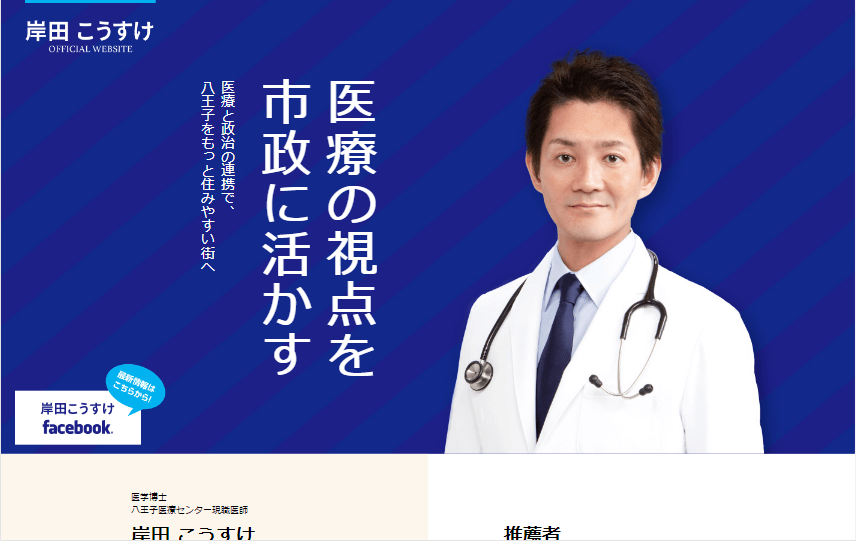 岸田 こうすけ
OFFICIAL WEBSITE
医療の視点を
市政に活かす
医療と政治の連携で、
八王子をもっと住みやすい街へ
最新情報は
こちらから!
岸田こうすけ
facebook.
医学博士
八王子医療センター現職医師
岸田 こうすけ
推薦者